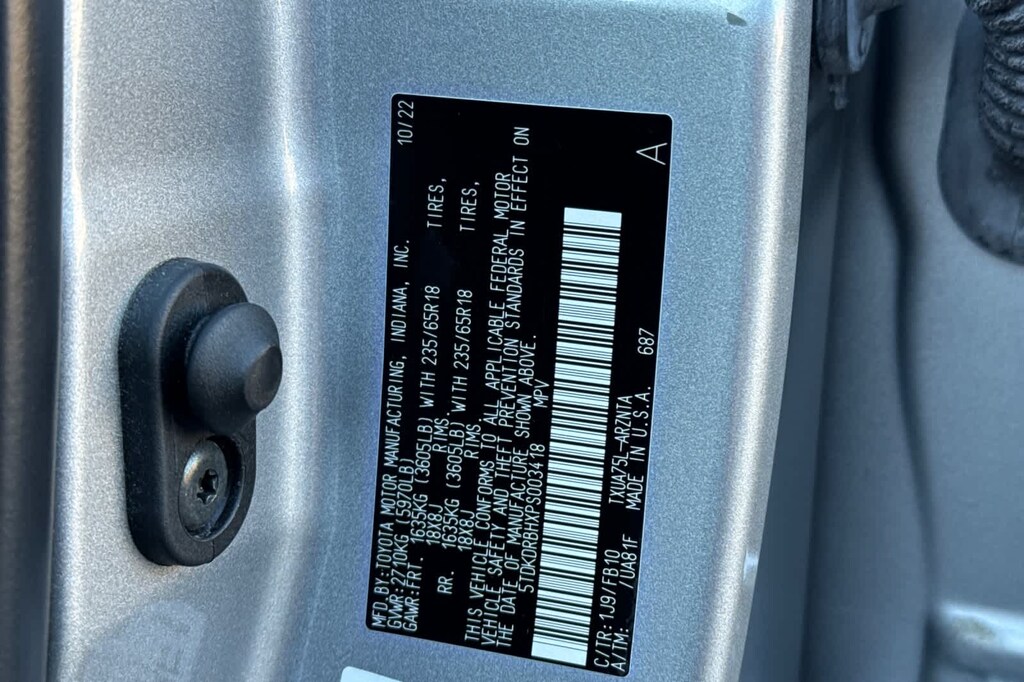 MFD.BY:TOYOTA MOTOR MANUFACTURING, INDIANA, INC. 10/22
GVWR:2710KG (5970LB)
GAWR:FRT. 1635KG (3605LB) WITH 235/65R18 TIRES,
18X8J RIMS,
RR. 1635KG (3605LB) WITH 235/65R18 TIRES,
18X8J RIMS
THIS VEHICLE CONFORMS TO ALL APPLICABLE FEDERAL MOTOR
VEHICLE SAFETY AND THEFT PREVENTION STANDARDS IN EFFECT ON
THE DATE OF MANUFACTURE SHOWN ABOVE.
5TDKDRBHXPS003418 MPV
A
C/TR:1J9/FB10 TXUA75L-ARZNTA
A/TM: /UA81F MADE IN U.S.A. 687